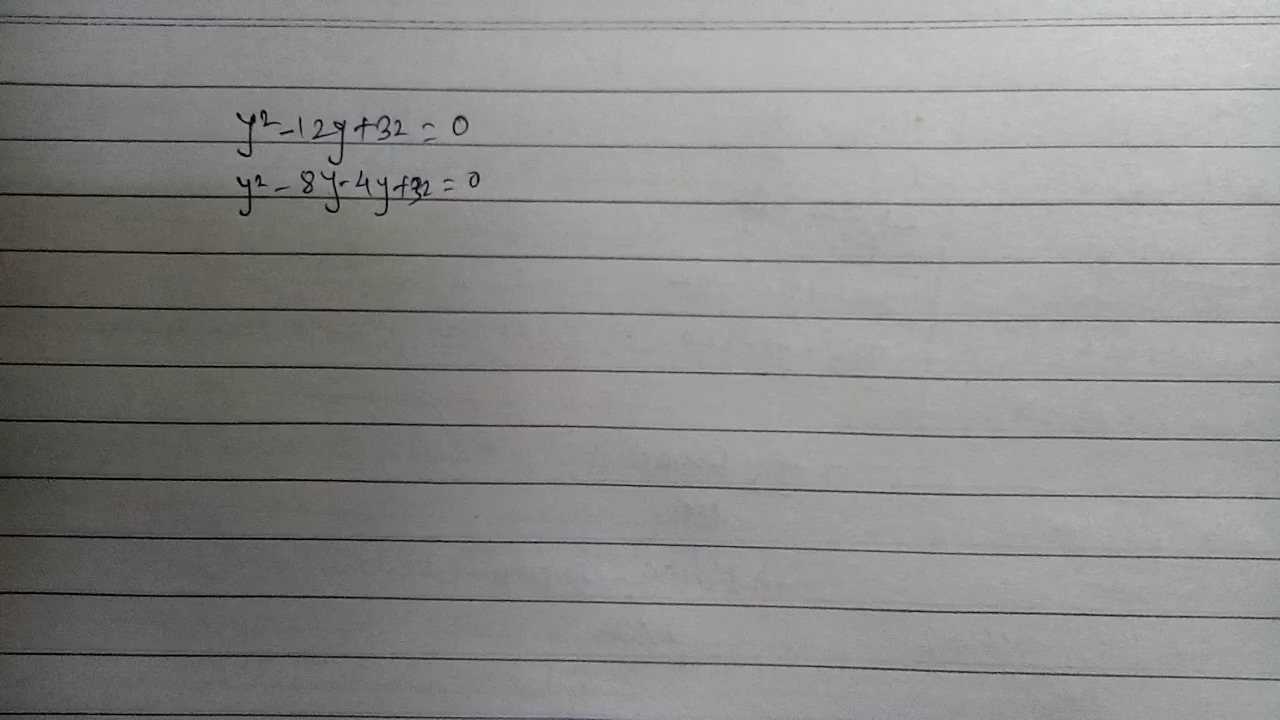 y² - 12y + 32 = 0
y² - 8y - 4y + 32 = 0